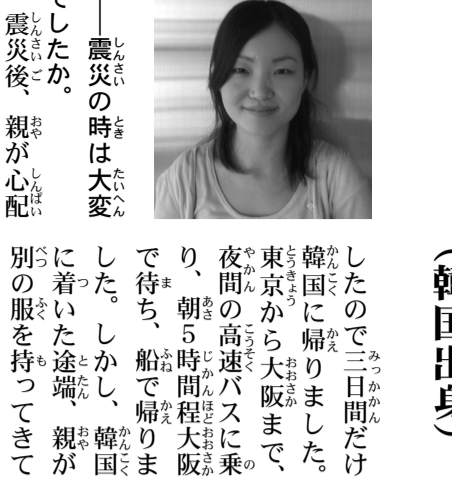 （韓国出身）
――震災の時は大変
でしたか。
震災後、親が心配
したので三日間だけ
韓国に帰りました。
東京から大阪まで、
夜間の高速バスに乗
り、朝5時間程大阪
で待ち、船で帰りま
した。しかし、韓国
に着いた途端、親が
別の服を持ってきて